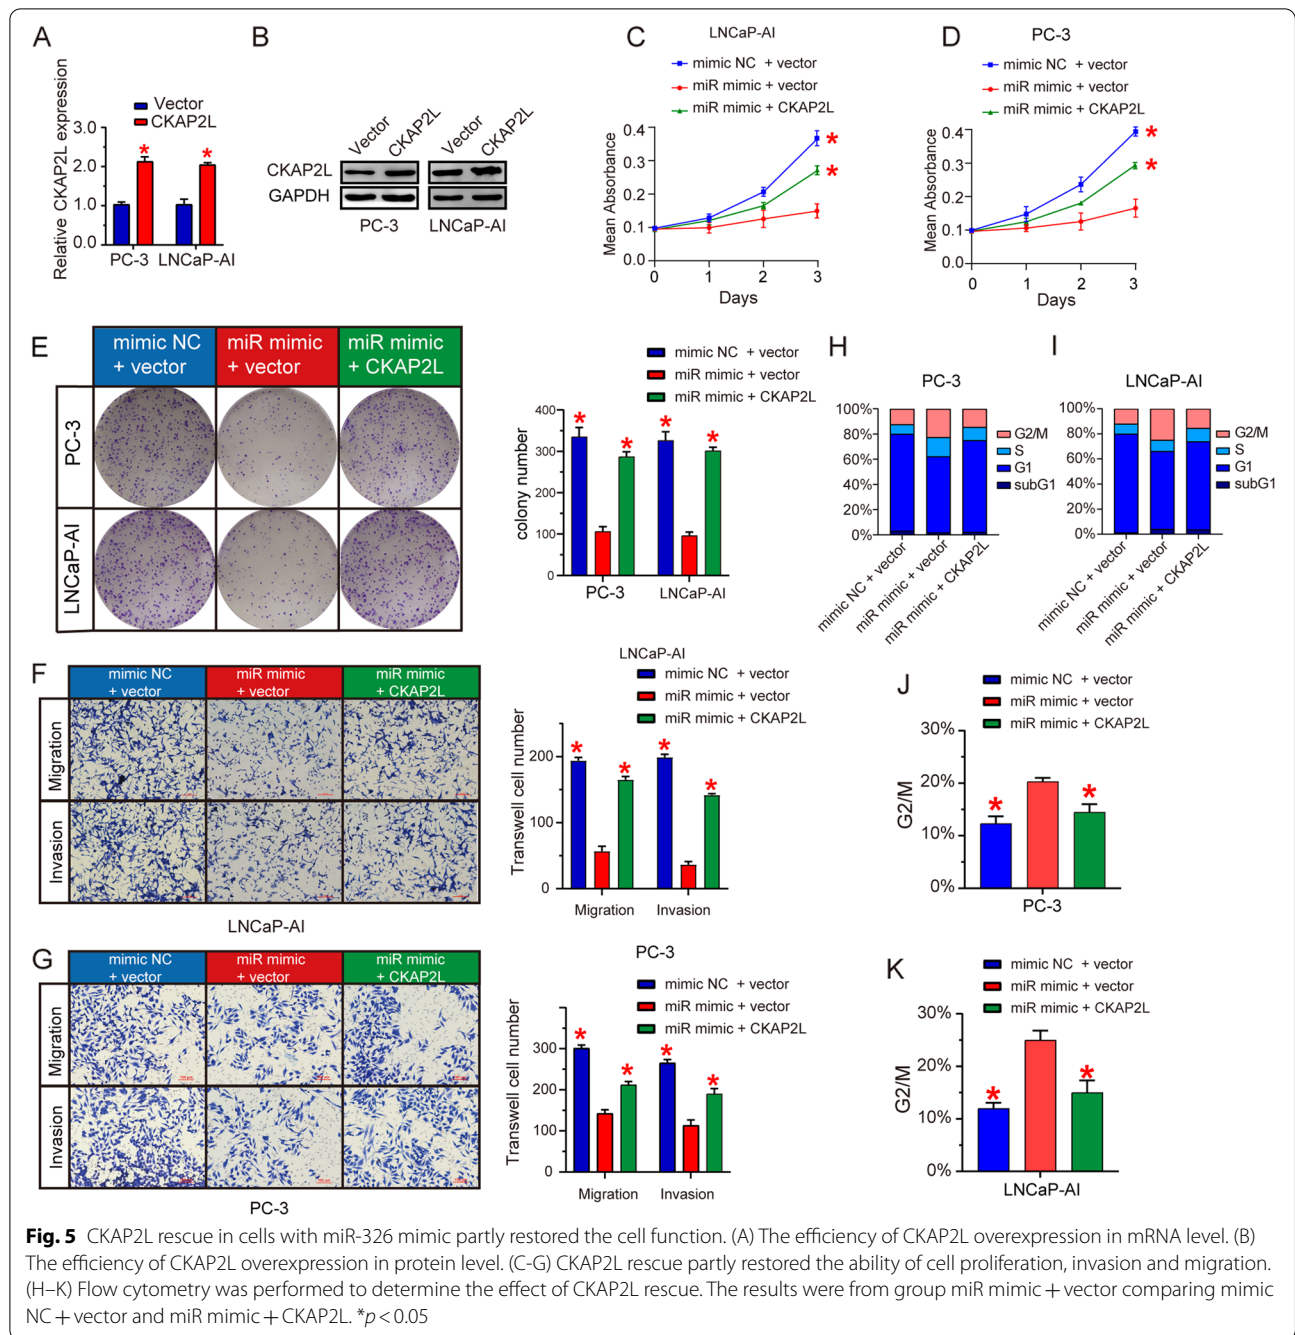 A
Vector
CKAP2L
Relative CKAP2L expression
3.0
2.0
1.0
0.0
*
*
PC-3 LNCaP-AI
B
Vector
CKAP2L
Vector
CKAP2L
CKAP2L
GAPDH
PC-3 LNCaP-AI
C
LNCaP-AI
mimic NC + vector
miR mimic + vector
miR mimic + CKAP2L
Mean Absorbance
0.4
0.3
0.2
0.1
0.0
*
*
0 1 2 3
Days
D
PC-3
mimic NC + vector
miR mimic + vector
miR mimic + CKAP2L
Mean Absorbance
0.4
0.3
0.2
0.1
0.0
*
*
0 1 2 3
Days
E
mimic NC + vector
miR mimic + vector
miR mimic + CKAP2L
PC-3
LNCaP-AI
mimic NC + vector
miR mimic + vector
miR mimic + CKAP2L
colony number
400
300
200
100
0
* * * *
PC-3 LNCaP-AI
H
PC-3
100%
80%
60%
40%
20%
0%
G2/M
S
G1
subG1
mimic NC + vector
miR mimic + vector
miR mimic + CKAP2L
I
LNCaP-AI
100%
80%
60%
40%
20%
0%
G2/M
S
G1
subG1
mimic NC + vector
miR mimic + vector
miR mimic + CKAP2L
F
mimic NC + vector
miR mimic + vector
miR mimic + CKAP2L
Migration
Invasion
LNCaP-AI
LNCaP-AI
mimic NC + vector
miR mimic + vector
miR mimic + CKAP2L
Transwell cell number
200
100
0
* * * *
Migration Invasion
J
mimic NC + vector
miR mimic + vector
miR mimic + CKAP2L
G2/M
30%
20%
10%
0%
* *
PC-3
G
mimic NC + vector
miR mimic + vector
miR mimic + CKAP2L
Migration
Invasion
PC-3
PC-3
mimic NC + vector
miR mimic + vector
miR mimic + CKAP2L
Transwell cell number
300
200
100
0
* * * *
Migration Invasion
K
mimic NC + vector
miR mimic + vector
miR mimic + CKAP2L
G2/M
30%
20%
10%
0%
* *
LNCaP-AI
Fig. 5 CKAP2L rescue in cells with miR-326 mimic partly restored the cell function. (A) The efficiency of CKAP2L overexpression in mRNA level. (B)
The efficiency of CKAP2L overexpression in protein level. (C-G) CKAP2L rescue partly restored the ability of cell proliferation, invasion and migration.
(H–K) Flow cytometry was performed to determine the effect of CKAP2L rescue. The results were from group miR mimic + vector comparing mimic
NC + vector and miR mimic + CKAP2L. *p < 0.05